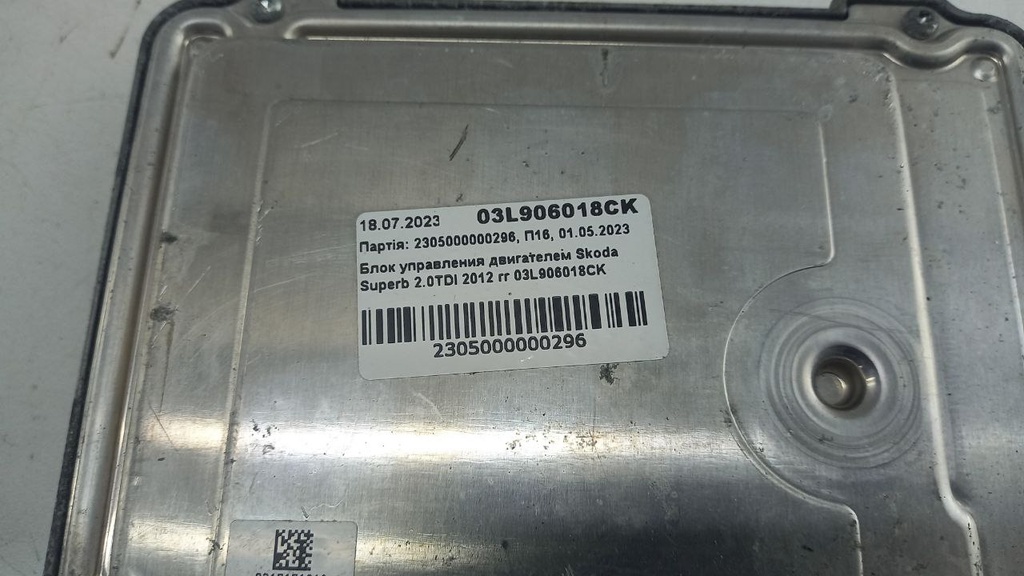 18.07.2023 03L906018CK
Партія: 2305000000296, П16, 01.05.2023
Блок управления двигателем Skoda
Superb 2.0TDI 2012 гг 03L906018CK
2305000000296